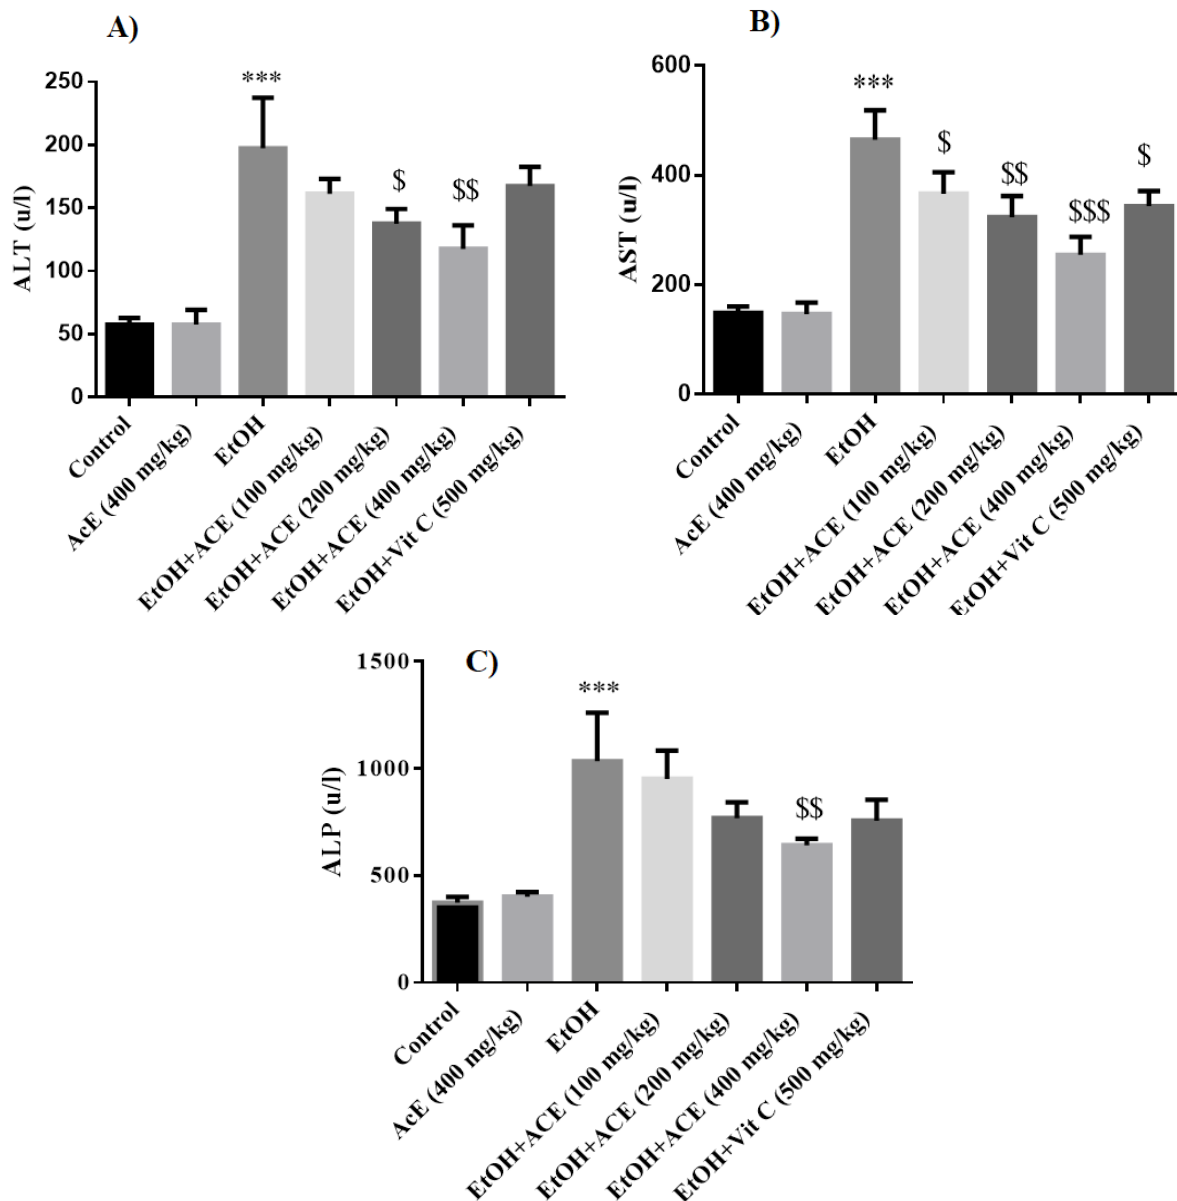 A)
ALT (u/l)
250
200
150
100
50
0
***
$
$$
Control
AcE (400 mg/kg)
EtOH
EtOH+ACE (100 mg/kg)
EtOH+ACE (200 mg/kg)
EtOH+ACE (400 mg/kg)
EtOH+Vit C (500 mg/kg)
B)
AST (u/l)
600
400
200
0
***
$
$$
$$$
$
Control
AcE (400 mg/kg)
EtOH
EtOH+ACE (100 mg/kg)
EtOH+ACE (200 mg/kg)
EtOH+ACE (400 mg/kg)
EtOH+Vit C (500 mg/kg)
C)
ALP (u/l)
1500
1000
500
0
***
$$
Control
AcE (400 mg/kg)
EtOH
EtOH+ACE (100 mg/kg)
EtOH+ACE (200 mg/kg)
EtOH+ACE (400 mg/kg)
EtOH+Vit C (500 mg/kg)